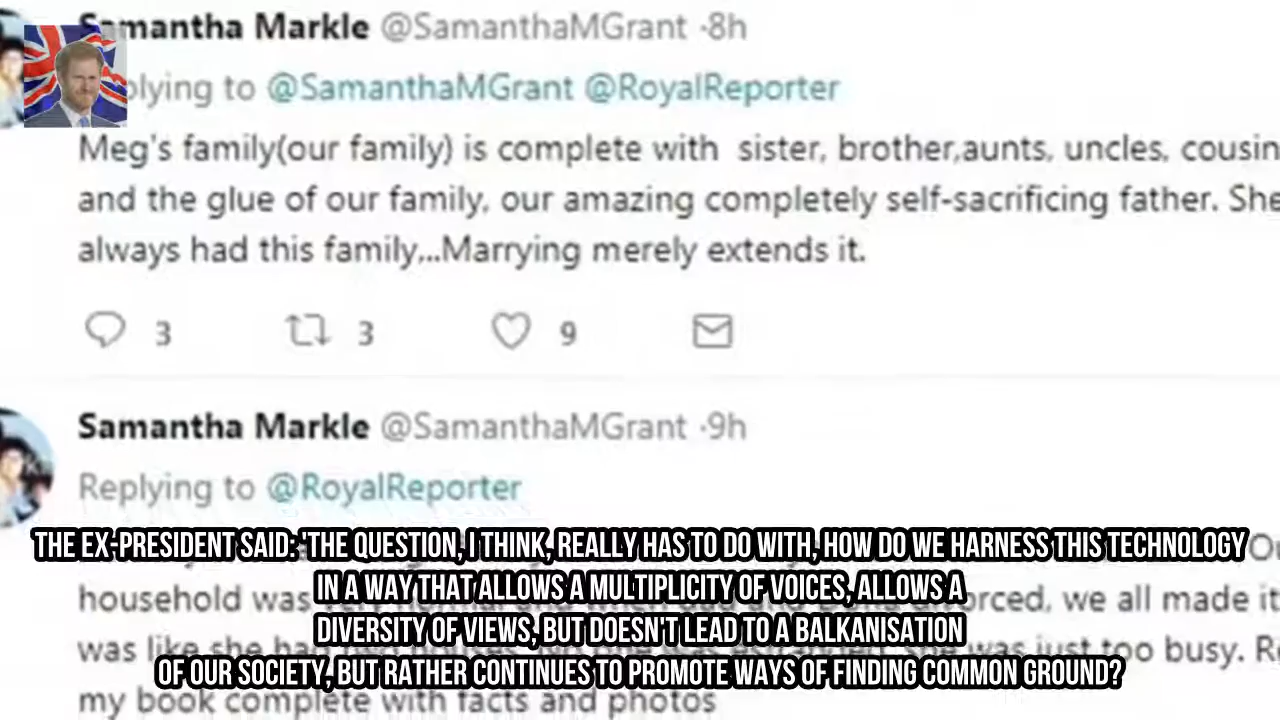 Samantha Markle @SamanthaMGrant ·8h
plying to @SamanthaMGrant @RoyalReporter
Meg's family(our family) is complete with sister, brother,aunts, uncles, cousin
and the glue of our family, our amazing completely self-sacrificing father. She
always had this family...Marrying merely extends it.
3 3 9
Samantha Markle @SamanthaMGrant ·9h
Replying to @RoyalReporter
THE EX-PRESIDENT SAID: 'THE QUESTION, I THINK, REALLY HAS TO DO WITH, HOW DO WE HARNESS THIS TECHNOLOGY
IN A WAY THAT ALLOWS A MULTIPLICITY OF VOICES, ALLOWS A
household was orced, we all made it
DIVERSITY OF VIEWS, BUT DOESN'T LEAD TO A BALKANISATION
was like she was just too busy. R
OF OUR SOCIETY, BUT RATHER CONTINUES TO PROMOTE WAYS OF FINDING COMMON GROUND?
my book complete with facts and photos